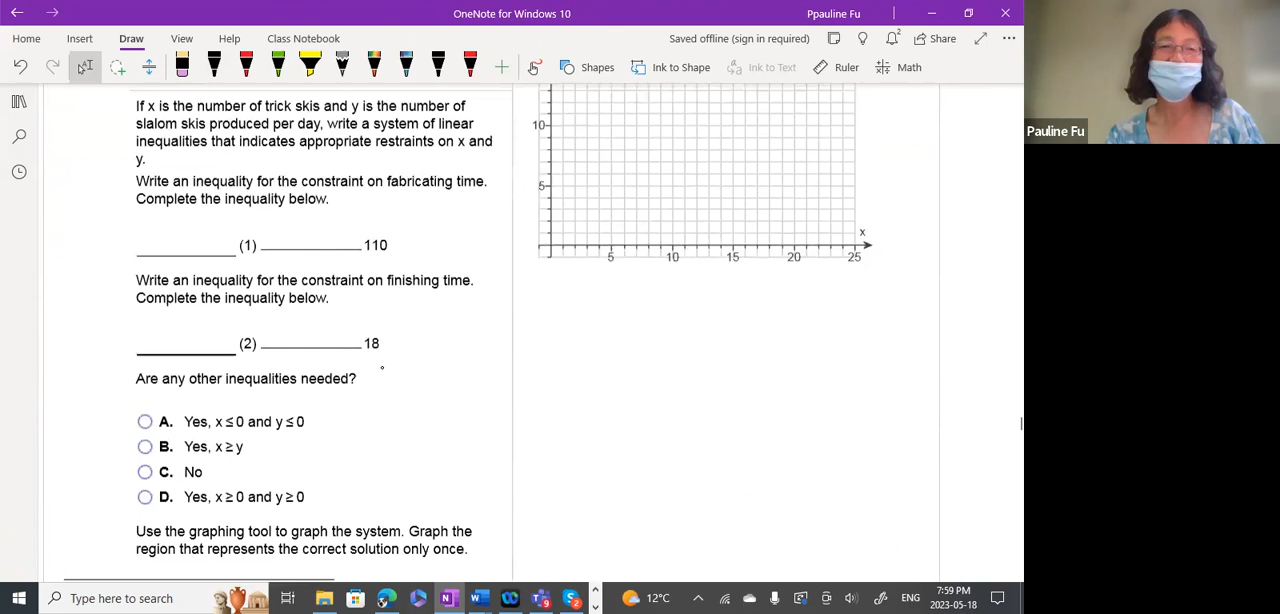 OneNote for Windows 10
Ppauline Fu
Home Insert Draw View Help Class Notebook
Saved offline (sign in required) Share
Shapes Ink to Shape Ink to Text Ruler Math
If x is the number of trick skis and y is the number of
slalom skis produced per day, write a system of linear
inequalities that indicates appropriate restraints on x and
y.
Write an inequality for the constraint on fabricating time.
Complete the inequality below.
__________ (1) __________ 110
Write an inequality for the constraint on finishing time.
Complete the inequality below.
__________ (2) __________ 18
Are any other inequalities needed?
A. Yes, x ≤ 0 and y ≤ 0
B. Yes, x ≥ y
C. No
D. Yes, x ≥ 0 and y ≥ 0
Use the graphing tool to graph the system. Graph the
region that represents the correct solution only once.
10
5
x
5 10 15 20 25
Pauline Fu
Type here to search
12°C
ENG
7:59 PM
2023-05-18